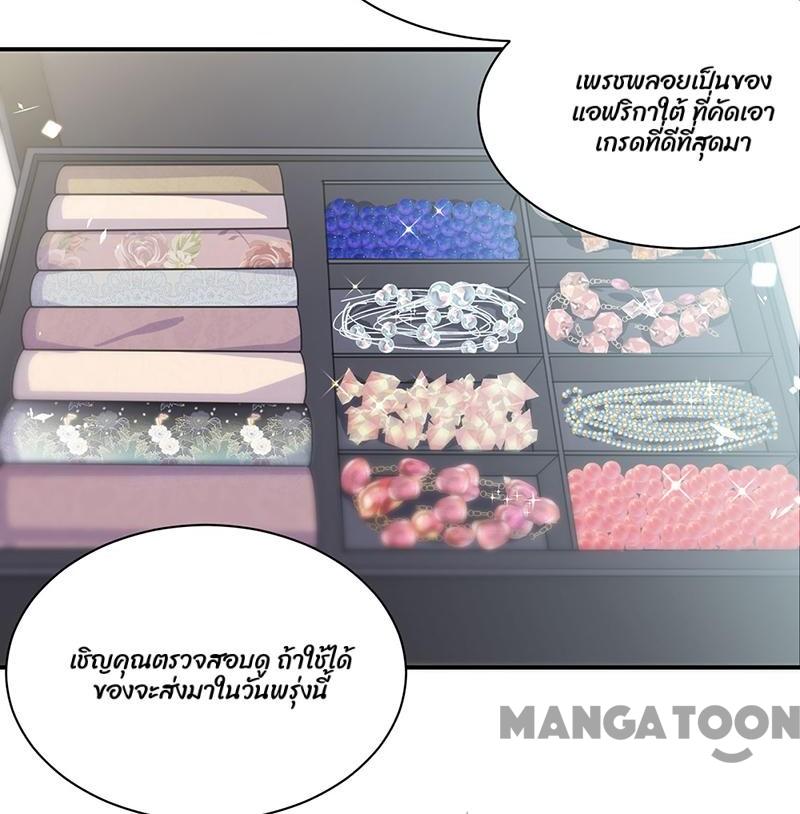 เพรชพลอยเป็นของ
แอฟริกาใต้ ที่คัดเอา
เกรดที่ดีที่สุดมา
เชิญคุณตรวจสอบดู ถ้าใช้ได้
ของจะส่งมาในวันพรุ่งนี้
MANGATOON